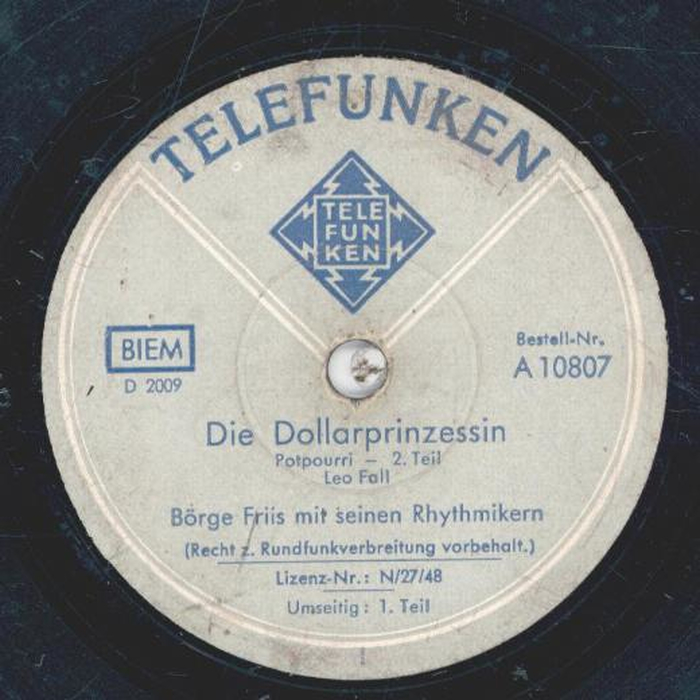 TELEFUNKEN
TELE
FUN
KEN
BIEM
D 2009
Bestell-Nr.
A 10807
Die Dollarprinzessin
Potpourri – 2. Teil
Leo Fall
Börge Friis mit seinen Rhythmikern
(Recht z. Rundfunkverbreitung vorbehalt.)
Lizenz-Nr.: N/27/48
Umseitig: 1. Teil